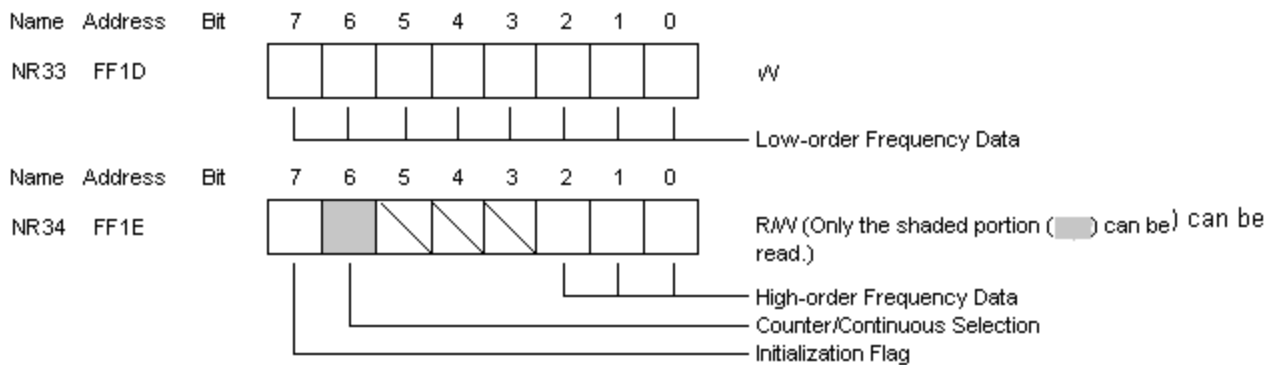 Name Address Bit 7 6 5 4 3 2 1 0
NR33 FF1D W
Low-order Frequency Data
Name Address Bit 7 6 5 4 3 2 1 0
NR34 FF1E R/W (Only the shaded portion ( ) can be) can be
read.)
High-order Frequency Data
Counter/Continuous Selection
Initialization Flag